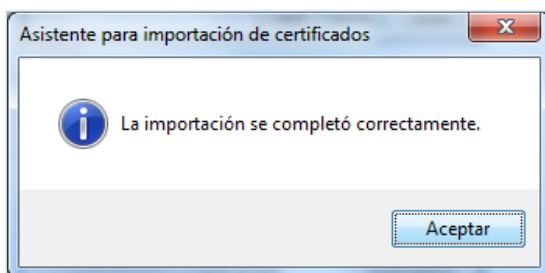 Asistente para importación de certificados
La importación se completó correctamente.
Aceptar